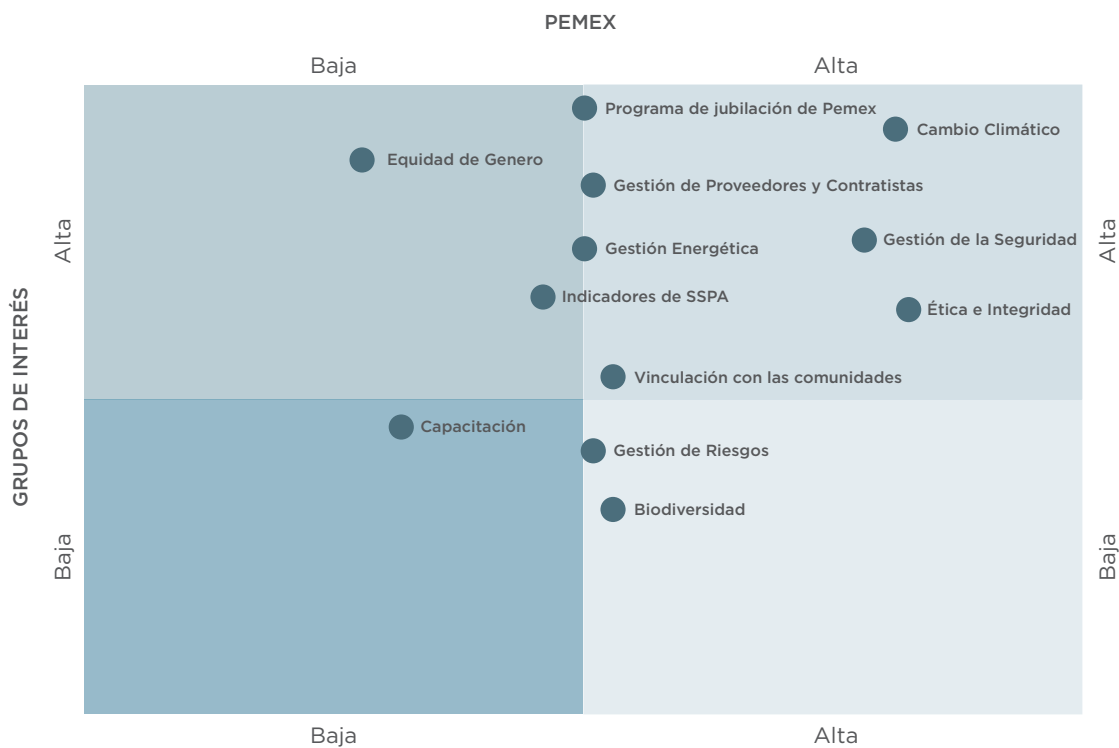 PEMEX
Baja
Alta
Programa de jubilación de Pemex
Cambio Climático
Equidad de Genero
Gestión de Proveedores y Contratistas
Alta
Gestión de la Seguridad
Alta
Gestión Energética
Indicadores de SSPA
Ética e Integridad
GRUPOS DE INTERÉS
Vinculación con las comunidades
Capacitación
Gestión de Riesgos
Biodiversidad
Baja
Baja
Baja
Alta